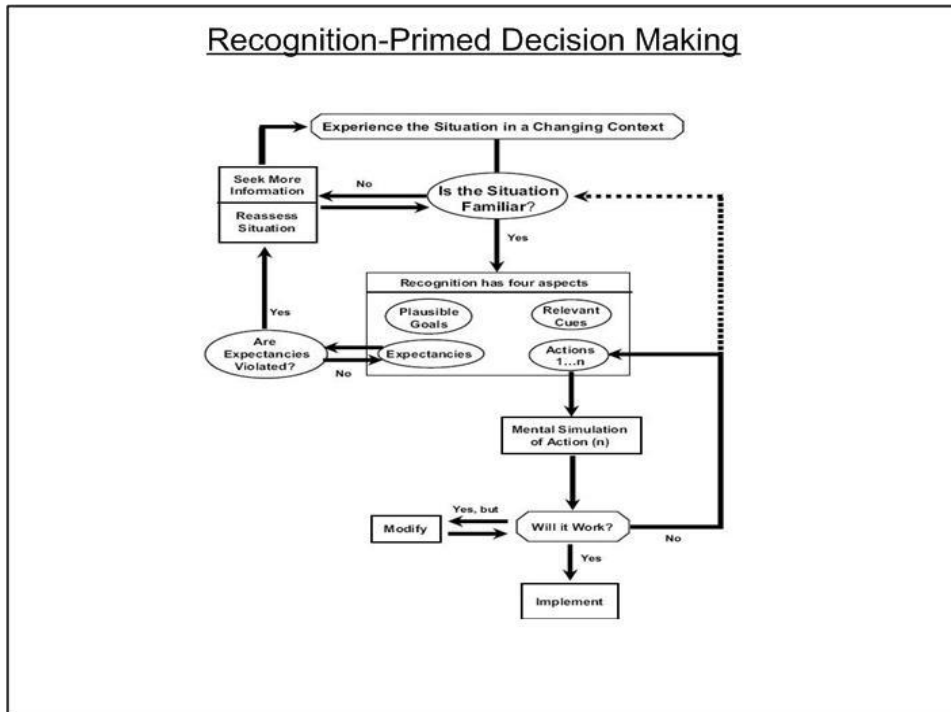 Recognition-Primed Decision Making
Experience the Situation in a Changing Context
Seek More
Information
Reassess
Situation
No
Is the Situation
Familiar?
Yes
Recognition has four aspects
Plausible
Goals
Relevant
Cues
Yes
Are
Expectancies
Violated?
No
Expectancies
Actions
1...n
Mental Simulation
of Action (n)
Yes, but
Modify
Will it Work?
No
Yes
Implement